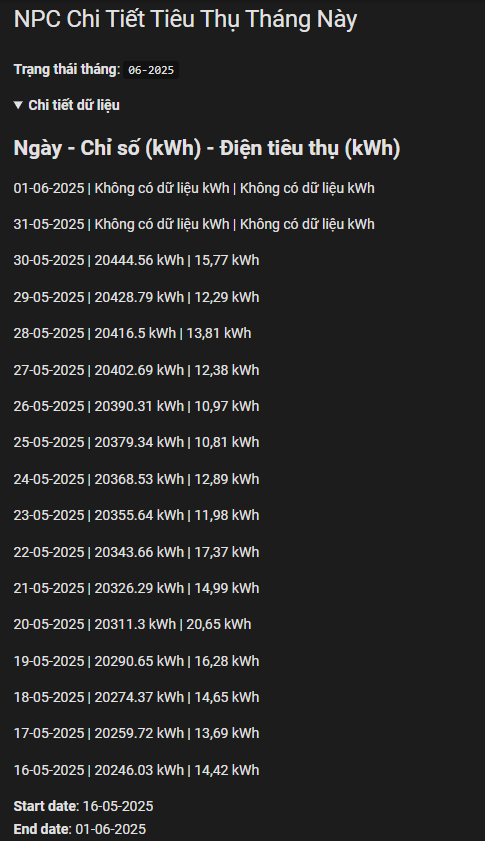 NPC Chi Tiết Tiêu Thụ Tháng Này
Trạng thái tháng: 06-2025
▼ Chi tiết dữ liệu
Ngày - Chỉ số (kWh) - Điện tiêu thụ (kWh)
01-06-2025 | Không có dữ liệu kWh | Không có dữ liệu kWh
31-05-2025 | Không có dữ liệu kWh | Không có dữ liệu kWh
30-05-2025 | 20444.56 kWh | 15,77 kWh
29-05-2025 | 20428.79 kWh | 12,29 kWh
28-05-2025 | 20416.5 kWh | 13,81 kWh
27-05-2025 | 20402.69 kWh | 12,38 kWh
26-05-2025 | 20390.31 kWh | 10,97 kWh
25-05-2025 | 20379.34 kWh | 10,81 kWh
24-05-2025 | 20368.53 kWh | 12,89 kWh
23-05-2025 | 20355.64 kWh | 11,98 kWh
22-05-2025 | 20343.66 kWh | 17,37 kWh
21-05-2025 | 20326.29 kWh | 14,99 kWh
20-05-2025 | 20311.3 kWh | 20,65 kWh
19-05-2025 | 20290.65 kWh | 16,28 kWh
18-05-2025 | 20274.37 kWh | 14,65 kWh
17-05-2025 | 20259.72 kWh | 13,69 kWh
16-05-2025 | 20246.03 kWh | 14,42 kWh
Start date: 16-05-2025
End date: 01-06-2025